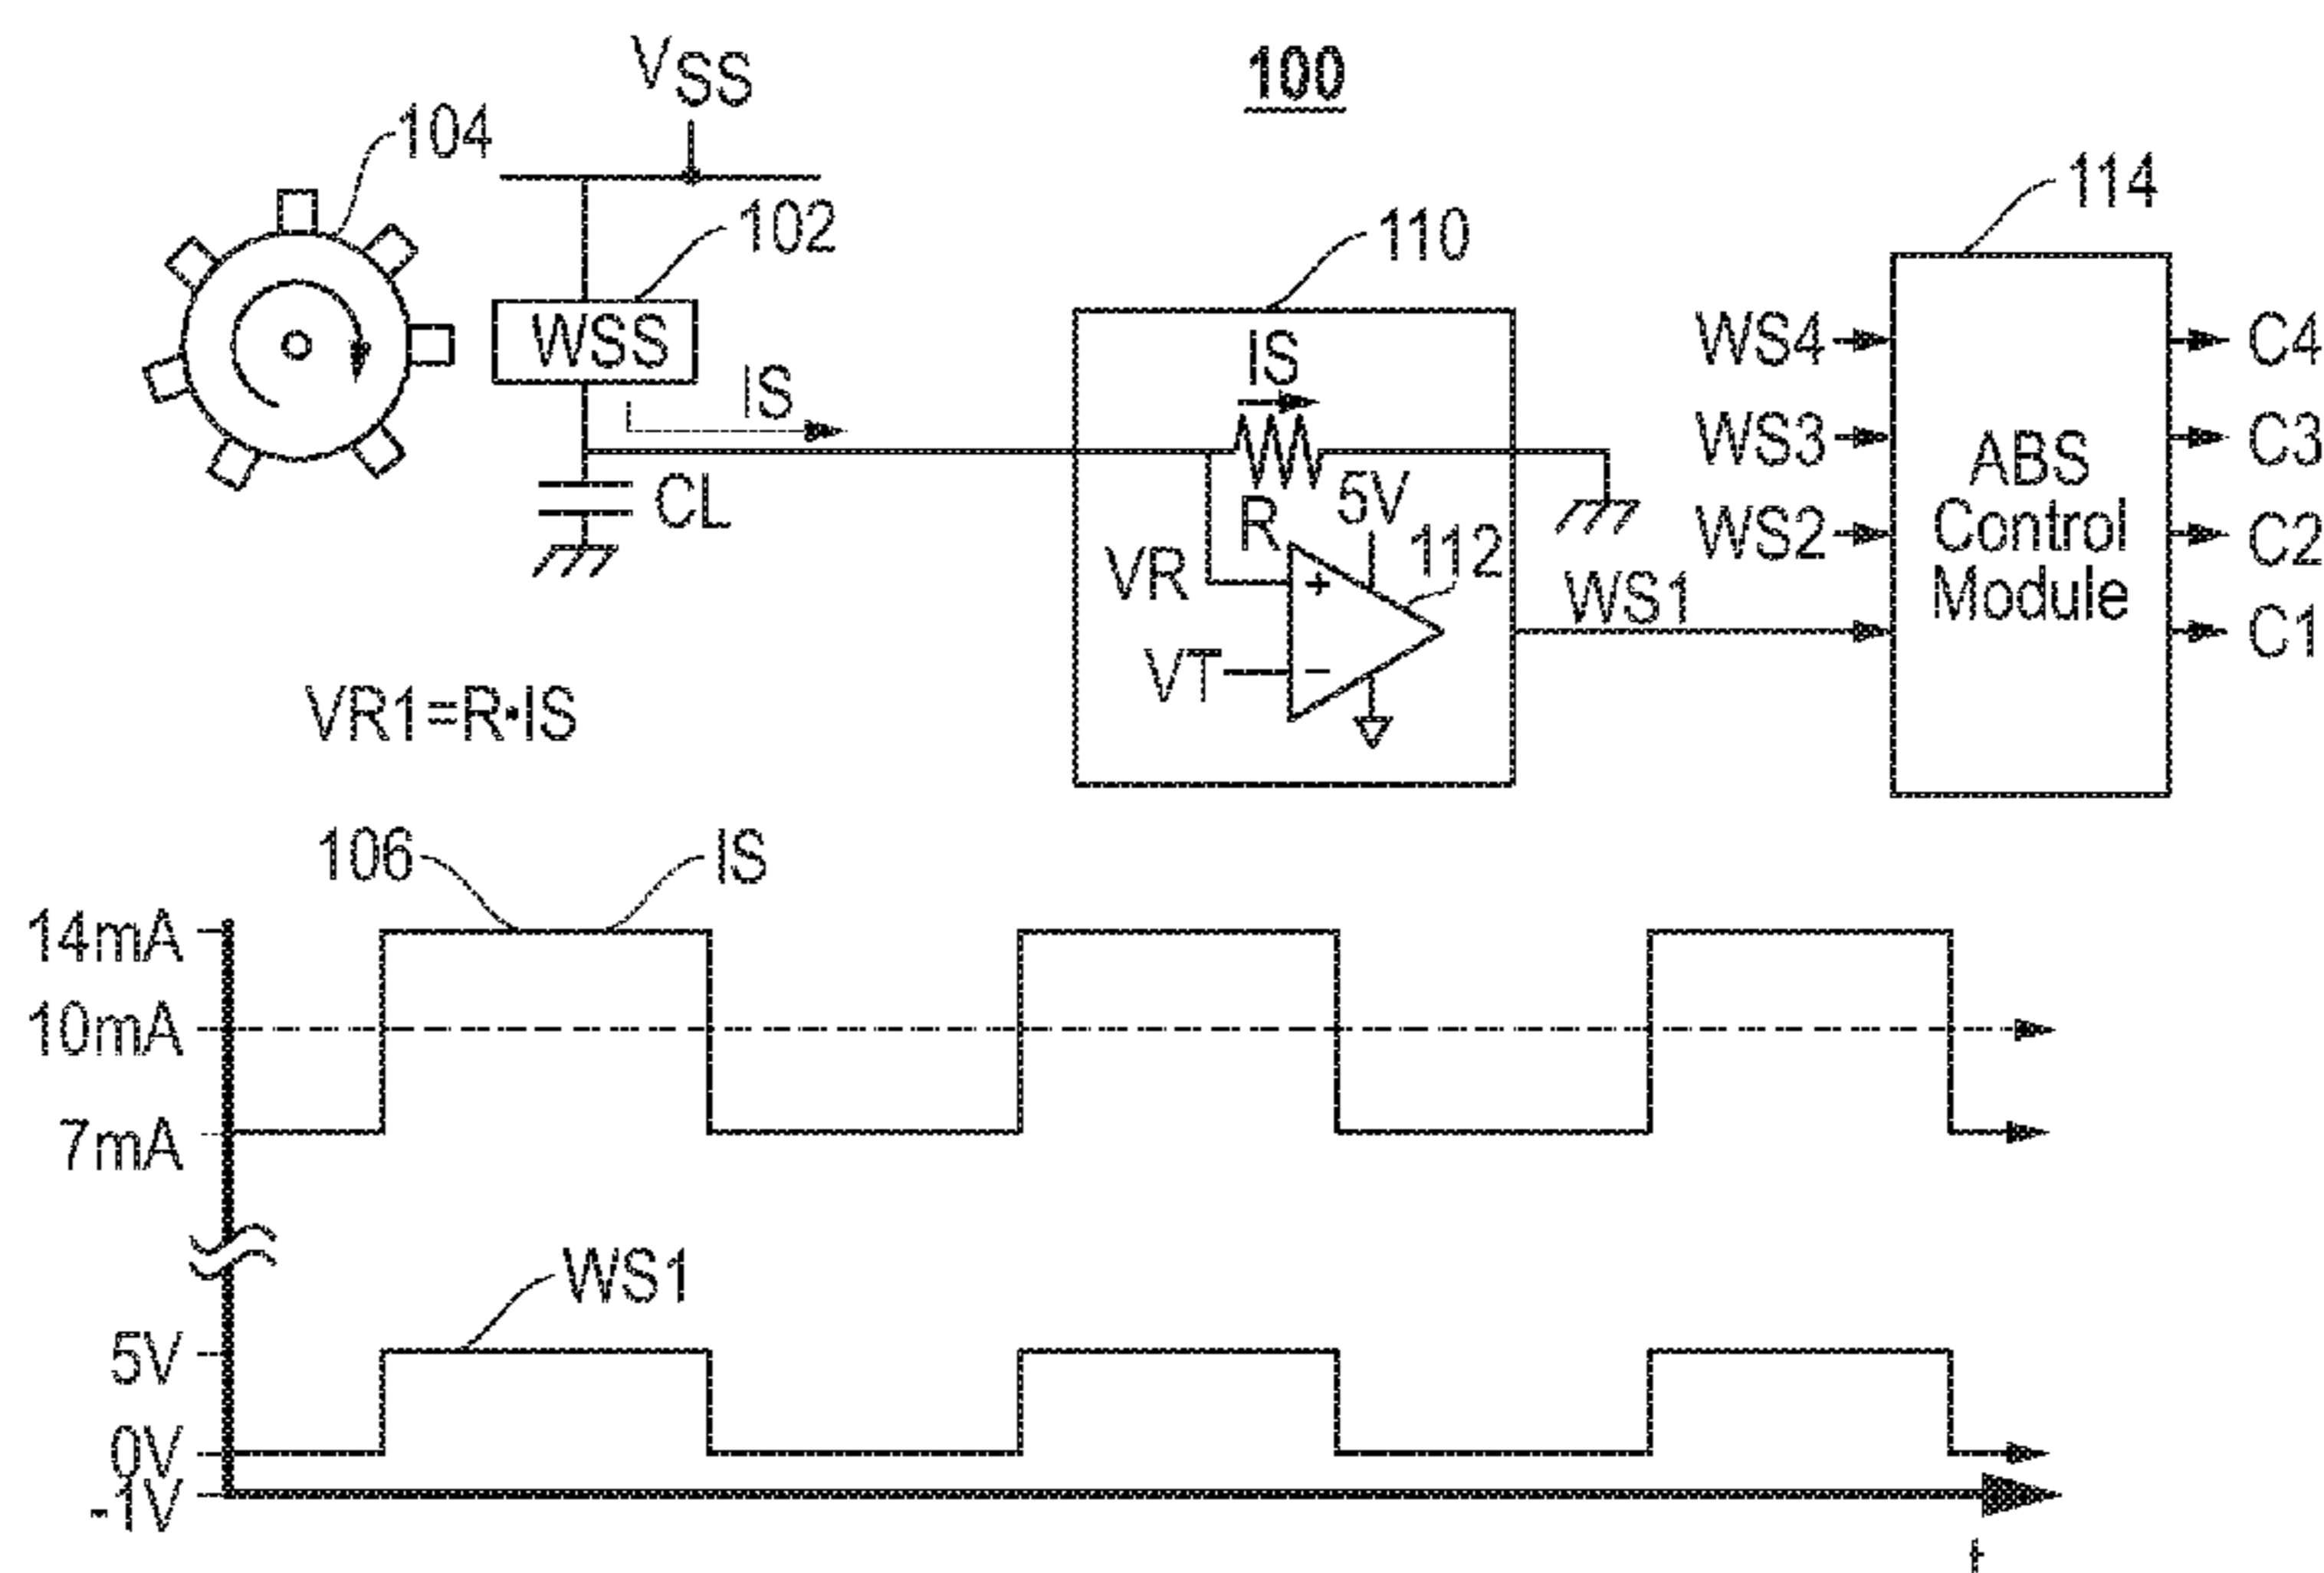 100
VSS
104
102
110
114
WSS
IS
IS
CL
R
5V
112
VR
VT
WS1
WS4
WS3
WS2
ABS
Control
Module
C4
C3
C2
C1
VR1=R·IS
106
IS
14mA
10mA
7mA
WS1
5V
0V
-1V
t